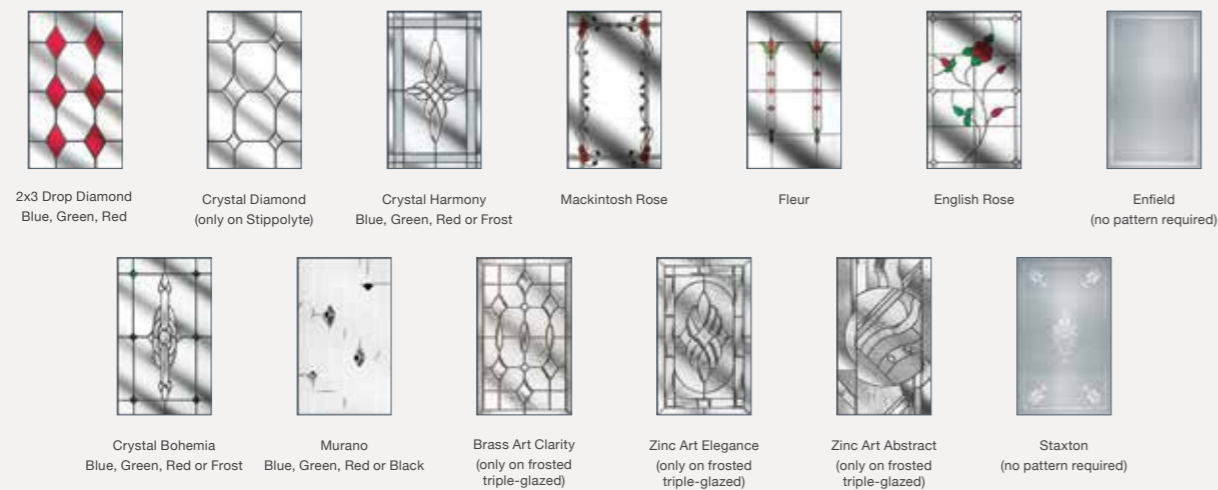 2x3 Drop Diamond
Blue, Green, Red
Crystal Diamond
(only on Stippolyte)
Crystal Harmony
Blue, Green, Red or Frost
Mackintosh Rose
Fleur
English Rose
Enfield
(no pattern required)
Crystal Bohemia
Blue, Green, Red or Frost
Murano
Blue, Green, Red or Black
Brass Art Clarity
(only on frosted
triple-glazed)
Zinc Art Elegance
(only on frosted
triple-glazed)
Zinc Art Abstract
(only on frosted
triple-glazed)
Staxton
(no pattern required)